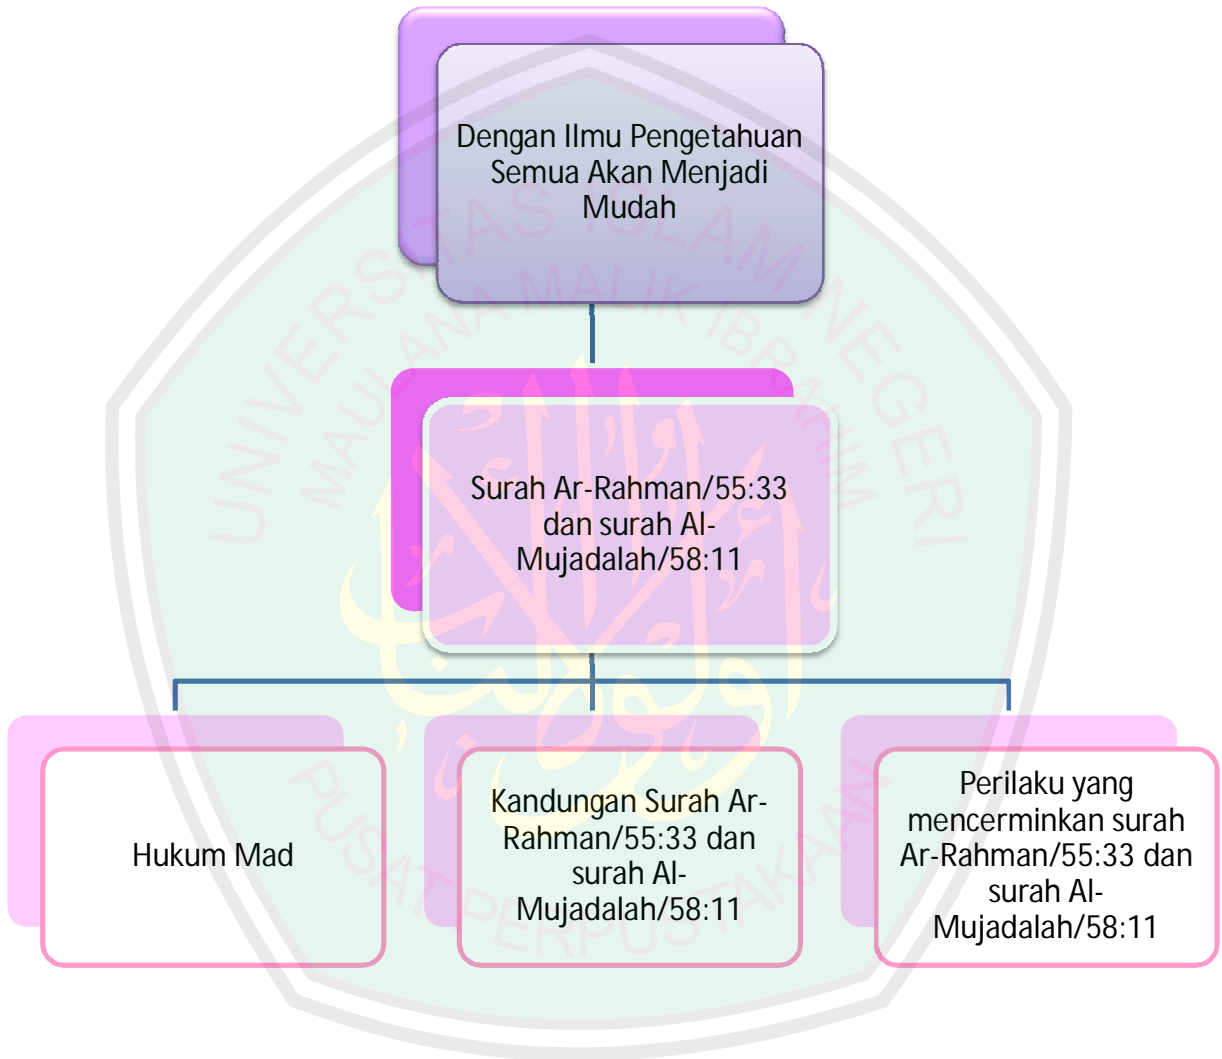 Dengan Ilmu Pengetahuan
Semua Akan Menjadi
Mudah
Surah Ar-Rahman/55:33
dan surah Al-
Mujadalah/58:11
Hukum Mad
Kandungan Surah Ar-
Rahman/55:33 dan
surah Al-
Mujadalah/58:11
Perilaku yang
mencerminkan surah
Ar-Rahman/55:33 dan
surah Al-
Mujadalah/58:11
UNIVERSITAS ISLAM NEGERI
MAULANA MALIK IBRAHIM
PUSAT PERPUSTAKAAN